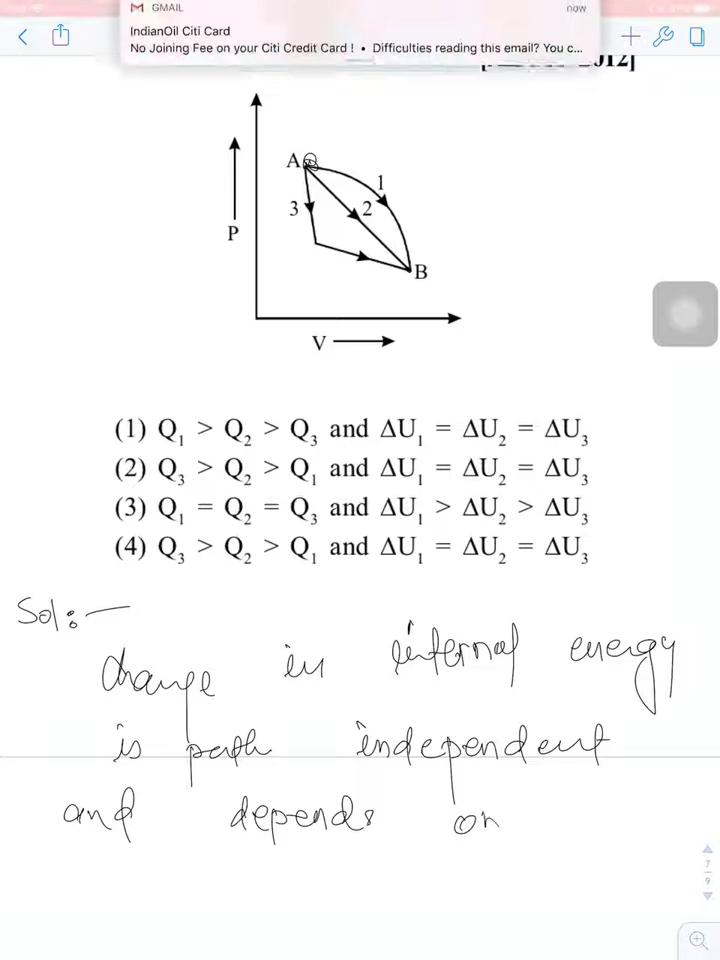 GMAIL
now
IndianOil Citi Card
No Joining Fee on your Citi Credit Card ! • Difficulties reading this email? You c...
2012]
A
1
3
2
P
B
V
(1) Q₁ > Q₂ > Q₃ and ΔU₁ = ΔU₂ = ΔU₃
(2) Q₃ > Q₂ > Q₁ and ΔU₁ = ΔU₂ = ΔU₃
(3) Q₁ = Q₂ = Q₃ and ΔU₁ > ΔU₂ > ΔU₃
(4) Q₃ > Q₂ > Q₁ and ΔU₁ = ΔU₂ = ΔU₃
Sol:-
change in internal energy
is path independent
and depends on
7
9